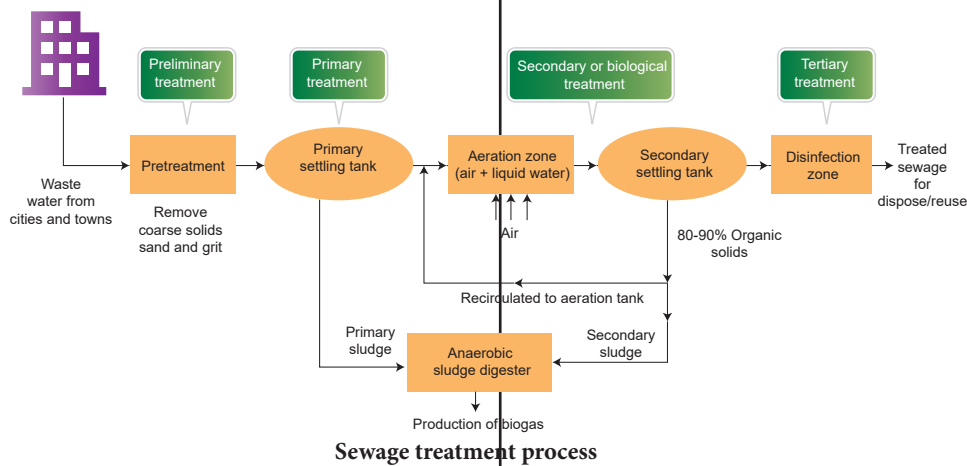 Preliminary
treatment
Primary
treatment
Secondary or biological
treatment
Tertiary
treatment
Pretreatment
Primary
settling tank
Aeration zone
(air + liquid water)
Secondary
settling tank
Disinfection
zone
Treated
sewage
for
dispose/reuse
Waste
water from
cities and towns
Remove
coarse solids
sand and grit
Air
80-90% Organic
solids
Recirculated to aeration tank
Primary
sludge
Secondary
sludge
Anaerobic
sludge digester
Production of biogas
Sewage treatment process